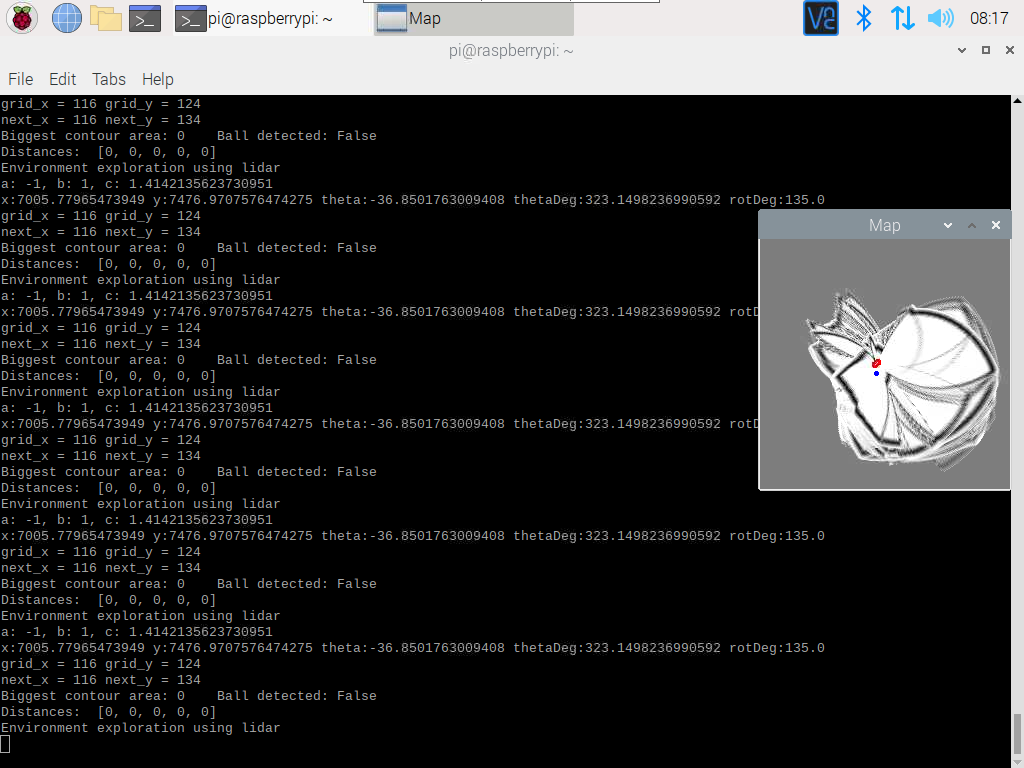 pi@raspberrypi: ~
Map
08:17
pi@raspberrypi: ~
File Edit Tabs Help
grid_x = 116 grid_y = 124
next_x = 116 next_y = 134
Biggest contour area: 0    Ball detected: False
Distances:  [0, 0, 0, 0, 0]
Environment exploration using lidar
a: -1, b: 1, c: 1.4142135623730951
x:7005.77965473949 y:7476.9707576474275 theta:-36.8501763009408 thetaDeg:323.1498236990592 rotDeg:135.0
grid_x = 116 grid_y = 124
next_x = 116 next_y = 134
Biggest contour area: 0    Ball detected: False
Distances:  [0, 0, 0, 0, 0]
Environment exploration using lidar
a: -1, b: 1, c: 1.4142135623730951
x:7005.77965473949 y:7476.9707576474275 theta:-36.8501763009408 thetaDeg:323.1498236990592 rotD
grid_x = 116 grid_y = 124
next_x = 116 next_y = 134
Biggest contour area: 0    Ball detected: False
Distances:  [0, 0, 0, 0, 0]
Environment exploration using lidar
a: -1, b: 1, c: 1.4142135623730951
x:7005.77965473949 y:7476.9707576474275 theta:-36.8501763009408 thetaDeg:323.1498236990592 rotD
grid_x = 116 grid_y = 124
next_x = 116 next_y = 134
Biggest contour area: 0    Ball detected: False
Distances:  [0, 0, 0, 0, 0]
Environment exploration using lidar
a: -1, b: 1, c: 1.4142135623730951
x:7005.77965473949 y:7476.9707576474275 theta:-36.8501763009408 thetaDeg:323.1498236990592 rotDeg:135.0
grid_x = 116 grid_y = 124
next_x = 116 next_y = 134
Biggest contour area: 0    Ball detected: False
Distances:  [0, 0, 0, 0, 0]
Environment exploration using lidar
a: -1, b: 1, c: 1.4142135623730951
x:7005.77965473949 y:7476.9707576474275 theta:-36.8501763009408 thetaDeg:323.1498236990592 rotDeg:135.0
grid_x = 116 grid_y = 124
next_x = 116 next_y = 134
Biggest contour area: 0    Ball detected: False
Distances:  [0, 0, 0, 0, 0]
Environment exploration using lidar
Map